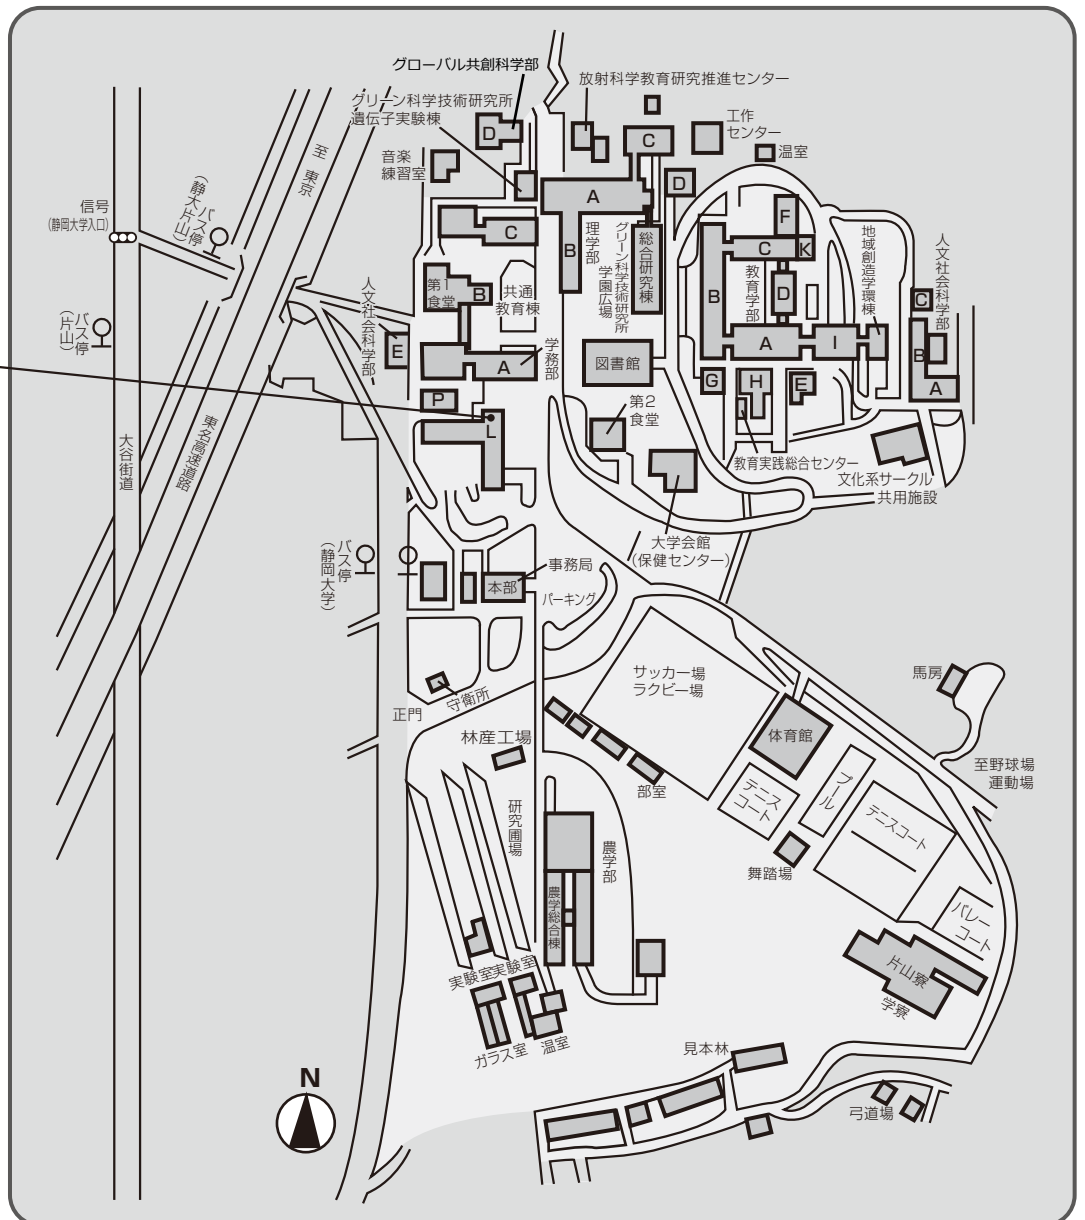 グローバル共創科学部
放射科学教育研究推進センター
グリーン科学技術研究所
遺伝子実験棟
工作
センター
温室
音楽
練習室
D
C
A
D
B
C
理学部
グリーン科学技術研究所
総合研究棟
学園広場
F
C
K
B
D
教育学部
A
I
地域創造学環棟
人文社会科学部
C
B
A
至 東京
バス停
(静大片山)
信号
(静岡大学入口)
バス停
(片山)
人文社会科学部
E
第1
食堂
B
共通
教育棟
A
学務部
P
L
図書館
第2
食堂
G
H
E
教育実践総合センター
文化系サークル
共用施設
大学会館
(保健センター)
大谷街道
東名高速道路
バス停
(静岡大学)
本部
事務局
パーキング
守衛所
正門
サッカー場
ラクビー場
馬房
体育館
至野球場
運動場
林産工場
部室
テニス
コート
プール
テニスコート
舞踏場
研究圃場
農学部
農学総合棟
バレー
コート
片山寮
学寮
実験室
実験室
ガラス室
温室
見本林
弓道場
N